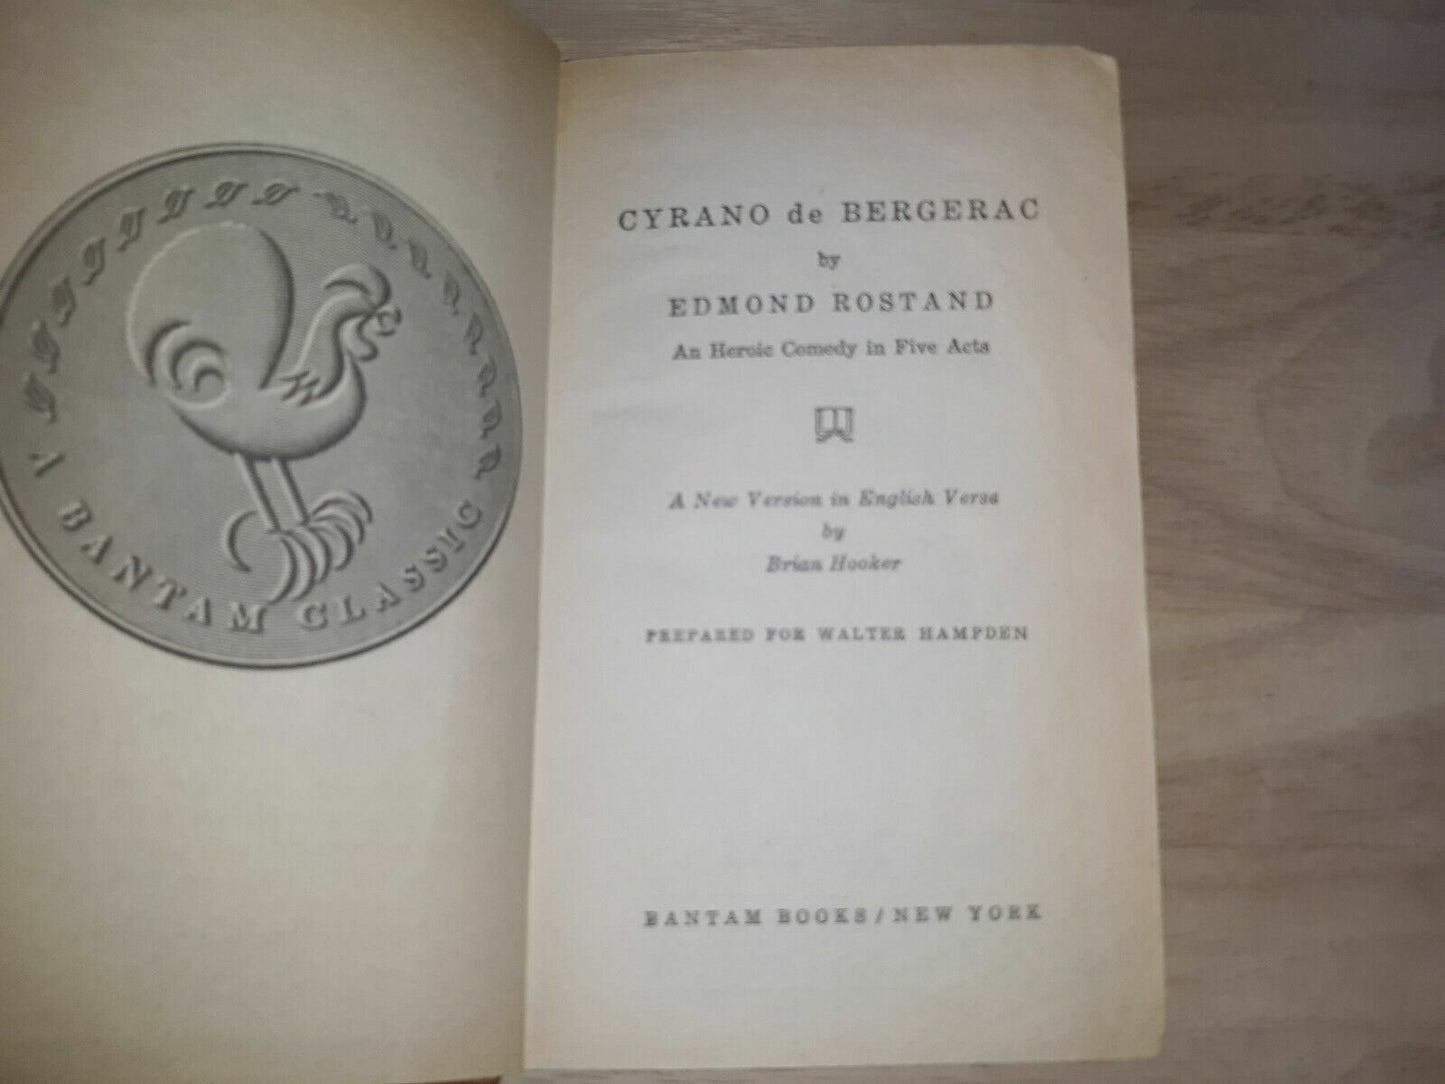 A BANTAM CLASSIC
CYRANO de BERGERAC
by
EDMOND ROSTAND
An Heroic Comedy in Five Acts
A New Version in English Verse
by
Brian Hooker
PREPARED FOR WALTER HAMPDEN
BANTAM BOOKS / NEW YORK